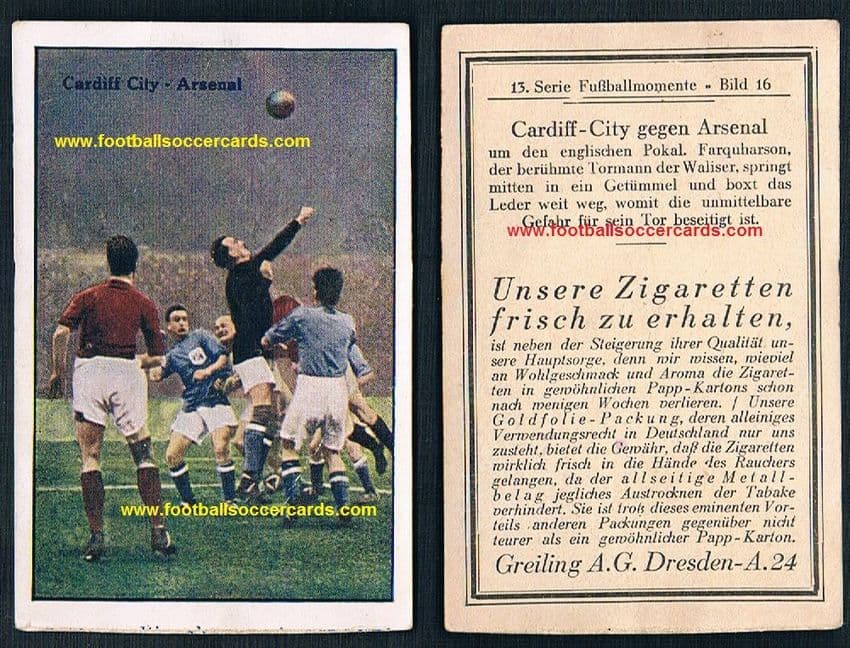 Cardiff City - Arsenal
www.footballsoccercards.com
www.footballsoccercards.com
13. Serie Fußballmomente - Bild 16
Cardiff-City gegen Arsenal
um den englischen Pokal. Farquharson,
der berühmte Tormann der Waliser, springt
mitten in ein Getümmel und boxt das
Leder weit weg, womit die unmittelbare
Gefahr für sein Tor beseitigt ist.
www.footballsoccercards.com
Unsere Zigaretten
frisch zu erhalten,
ist neben der Steigerung ihrer Qualität un-
sere Hauptsorge, denn wir wissen, wieviel
an Wohlgeschmack und Aroma die Zigaret-
ten in gewöhnlichen Papp-Kartons schon
nach wenigen Wochen verlieren. / Unsere
Goldfolie-Packung, deren alleiniges
Verwendungsrecht in Deutschland nur uns
zusteht, bietet die Gewähr, daß die Zigaretten
wirklich frisch in die Hände des Rauchers
gelangen, da der allseitige Metall-
belag jegliches Austrocknen der Tabake
verhindert. Sie ist trotz dieses eminenten Vor-
teils anderen Packungen gegenüber nicht
teurer als ein gewöhnlicher Papp-Karton.
Greiling A.G. Dresden-A.24